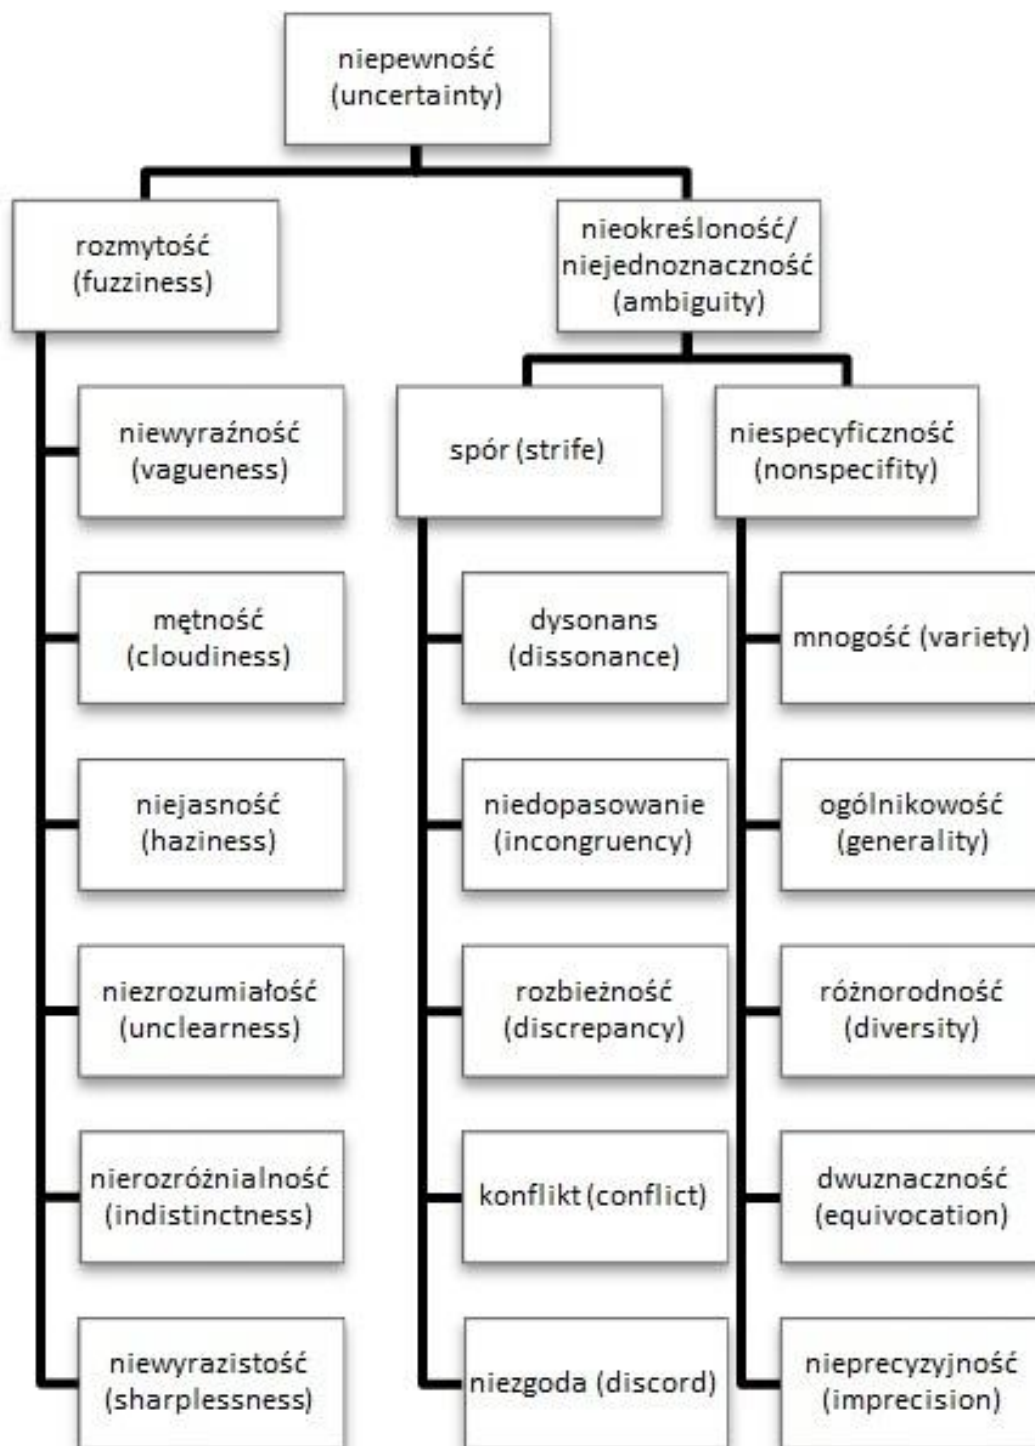 niepewność
(uncertainty)
rozmytość
(fuzziness)
nieokreśloność/
niejednoznaczność
(ambiguity)
niewyraźność
(vagueness)
mętność
(cloudiness)
niejasność
(haziness)
niezrozumiałość
(unclearness)
nierozróżnialność
(indistinctness)
niewyrazistość
(sharplessness)
spór (strife)
dysonans
(dissonance)
niedopasowanie
(incongruency)
rozbieżność
(discrepancy)
konflikt (conflict)
niezgoda (discord)
niespecyficzność
(nonspecifity)
mnogość (variety)
ogólnikowość
(generality)
różnorodność
(diversity)
dwuznaczność
(equivocation)
nieprecyzyjność
(imprecision)